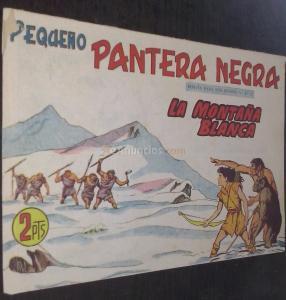 PEQUEÑO
PANTERA NEGRA
LA MONTAÑA
BLANCA
2 PTS